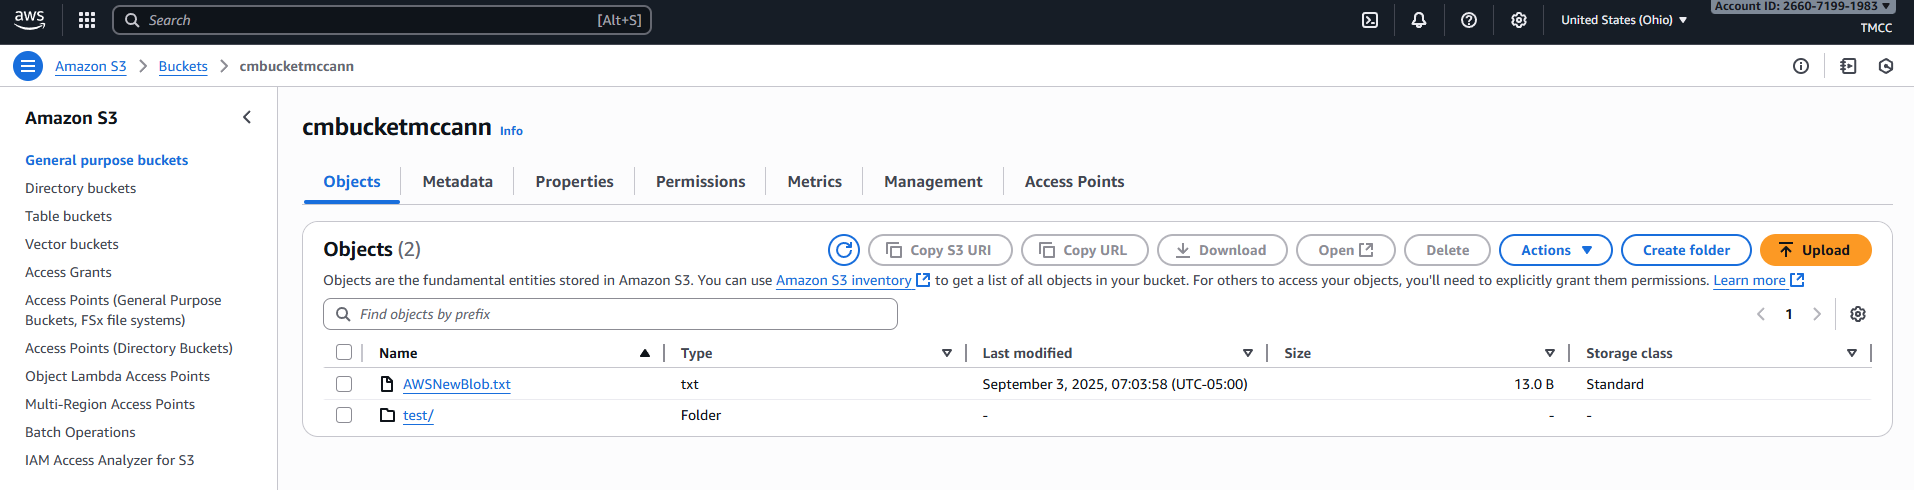 aws
Search [Alt+S] United States (Ohio) Account ID: 2660-7199-1983
TMCC
Amazon S3 Buckets cmbucketmccann
Amazon S3
General purpose buckets
Directory buckets
Table buckets
Vector buckets
Access Grants
Access Points (General Purpose
Buckets, FSx file systems)
Access Points (Directory Buckets)
Object Lambda Access Points
Multi-Region Access Points
Batch Operations
IAM Access Analyzer for S3
cmbucketmccann Info
Objects Metadata Properties Permissions Metrics Management Access Points
Objects (2) Copy S3 URI Copy URL Download Open Delete Actions Create folder Upload
Objects are the fundamental entities stored in Amazon S3. You can use Amazon S3 inventory to get a list of all objects in your bucket. For others to access your objects, you'll need to explicitly grant them permissions. Learn more
Find objects by prefix 1
Name Type Last modified Size Storage class
AWSNewBlob.txt txt September 3, 2025, 07:03:58 (UTC-05:00) 13.0 B Standard
test/ Folder - - -